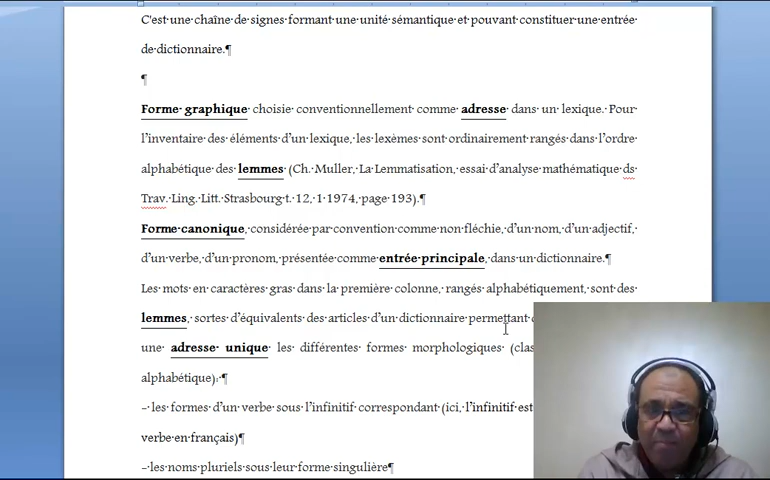 C'est une chaîne de signes formant une unité sémantique et pouvant constituer une entrée
de dictionnaire.¶
¶
Forme graphique choisie conventionnellement comme adresse dans un lexique. Pour
l'inventaire des éléments d'un lexique, les lexèmes sont ordinairement rangés dans l'ordre
alphabétique des lemmes (Ch. Muller, La Lemmatisation, essai d'analyse mathématique ds
Trav. Ling. Litt. Strasbourg t. 12, 1 1974, page 193).¶
Forme canonique, considérée par convention comme non fléchie, d'un nom, d'un adjectif,
d'un verbe, d'un pronom, présentée comme entrée principale, dans un dictionnaire.¶
Les mots en caractères gras dans la première colonne, rangés alphabétiquement, sont des
lemmes, sortes d'équivalents des articles d'un dictionnaire permettant
une adresse unique les différentes formes morphologiques
alphabétique): ¶
- les formes d'un verbe sous l'infinitif correspondant (ici, l'infinitif est
verbe en français)¶
- les noms pluriels sous leur forme singulière¶